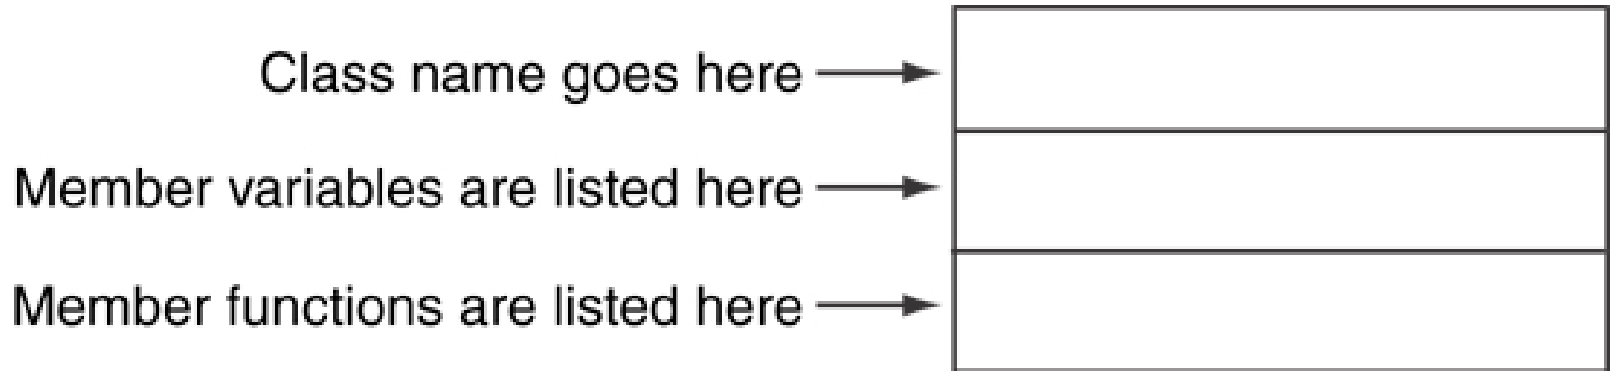 Class name goes here
Member variables are listed here
Member functions are listed here